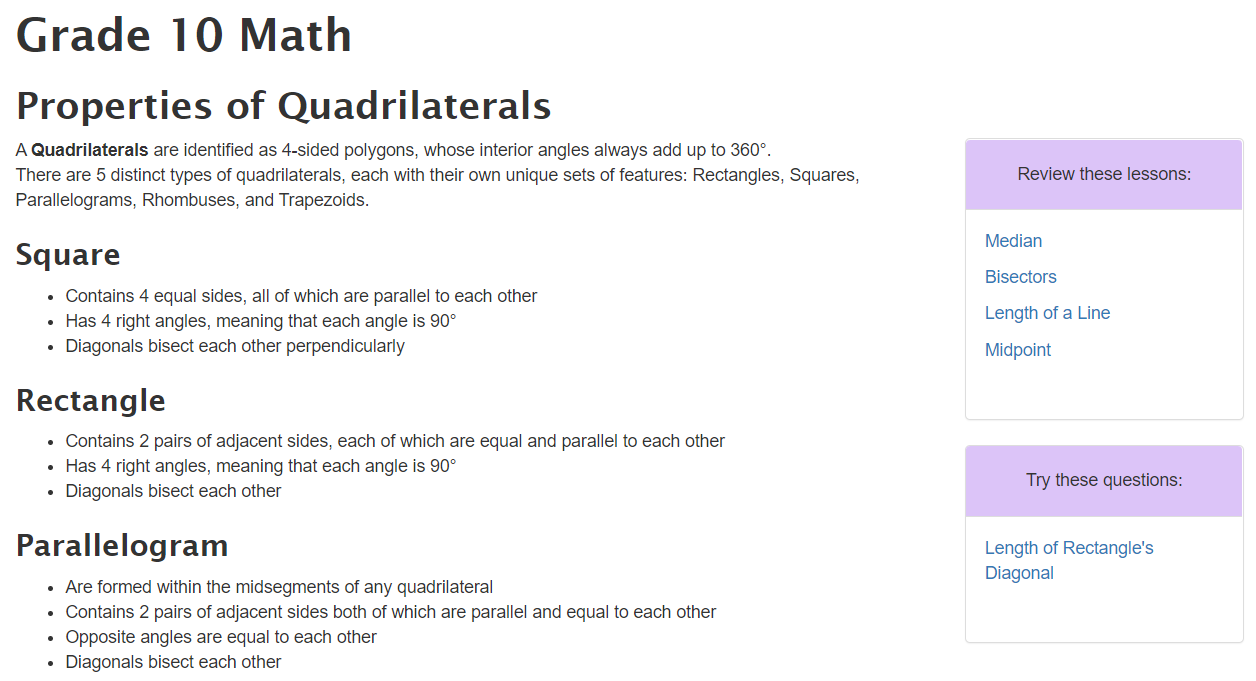 Grade 10 Math
Properties of Quadrilaterals
A Quadrilaterals are identified as 4-sided polygons, whose interior angles always add up to 360°.
There are 5 distinct types of quadrilaterals, each with their own unique sets of features: Rectangles, Squares,
Parallelograms, Rhombuses, and Trapezoids.
Square
• Contains 4 equal sides, all of which are parallel to each other
• Has 4 right angles, meaning that each angle is 90°
• Diagonals bisect each other perpendicularly
Rectangle
• Contains 2 pairs of adjacent sides, each of which are equal and parallel to each other
• Has 4 right angles, meaning that each angle is 90°
• Diagonals bisect each other
Parallelogram
• Are formed within the midsegments of any quadrilateral
• Contains 2 pairs of adjacent sides both of which are parallel and equal to each other
• Opposite angles are equal to each other
• Diagonals bisect each other
Review these lessons:
Median
Bisectors
Length of a Line
Midpoint
Try these questions:
Length of Rectangle's
Diagonal